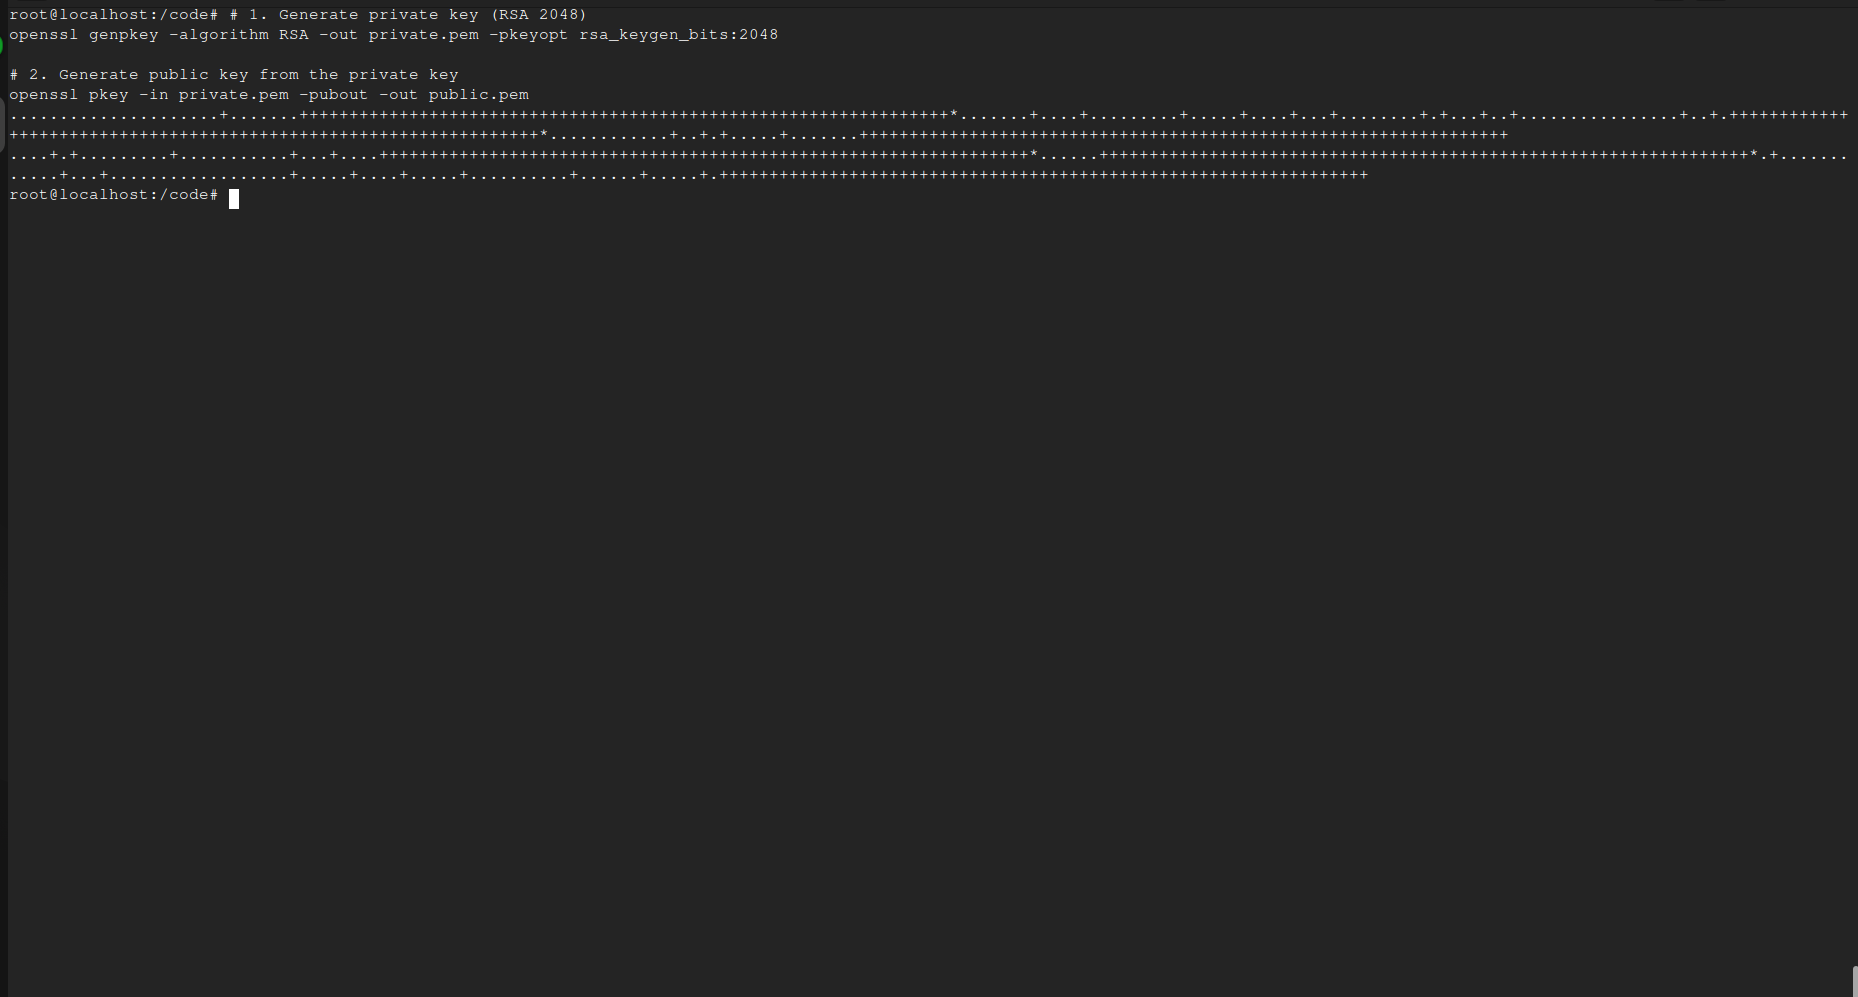 root@localhost:/code# # 1. Generate private key (RSA 2048)
openssl genpkey -algorithm RSA -out private.pem -pkeyopt rsa_keygen_bits:2048
# 2. Generate public key from the private key
openssl pkey -in private.pem -pubout -out public.pem
.....................+.......+++++++++++++++++++++++++++++++++++++++++++++++++++++++++++++++++*.......+....+.........+.....+....+...+........+.+...+..+................+..+.++++++++++++
+++++++++++++++++++++++++++++++++++++++++++++++++++++*............+..+.+.....+.......+++++++++++++++++++++++++++++++++++++++++++++++++++++++++++++++++
....+.+.........+...........+...+....+++++++++++++++++++++++++++++++++++++++++++++++++++++++++++++++++*......+++++++++++++++++++++++++++++++++++++++++++++++++++++++++++++++++*.+.......
.....+...+..................+.....+....+.....+..........+......+.....+.+++++++++++++++++++++++++++++++++++++++++++++++++++++++++++++++++
root@localhost:/code#